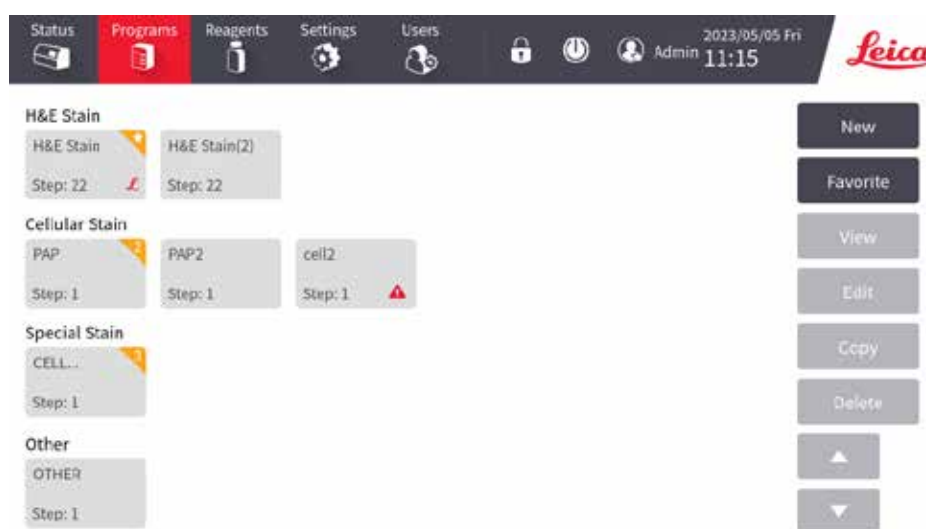 Status Programs Reagents Settings Users
Admin 2023/05/05 Fri
11:15
Leica
H&E Stain
H&E Stain
Step: 22
H&E Stain(2)
Step: 22
Cellular Stain
PAP 2
Step: 1
PAP2
Step: 1
cell2
Step: 1
Special Stain
CELL... 3
Step: 1
Other
OTHER
Step: 1
New
Favorite
View
Edit
Copy
Delete